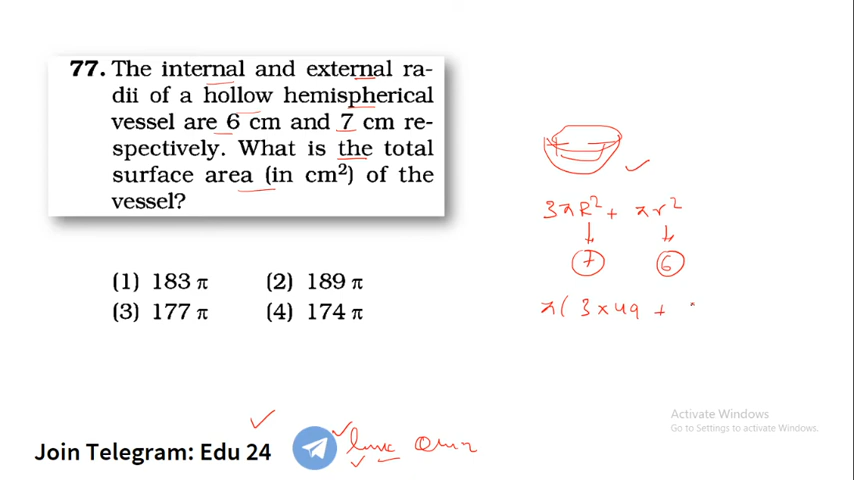 77. The internal and external ra-
dii of a hollow hemispherical
vessel are 6 cm and 7 cm re-
spectively. What is the total
surface area (in cm²) of the
vessel?
(1) 183 π (2) 189 π
(3) 177 π (4) 174 π
3πR² + πr²
7 6
π( 3×49 +
Activate Windows
Go to Settings to activate Windows.
Join Telegram: Edu 24 Quiz